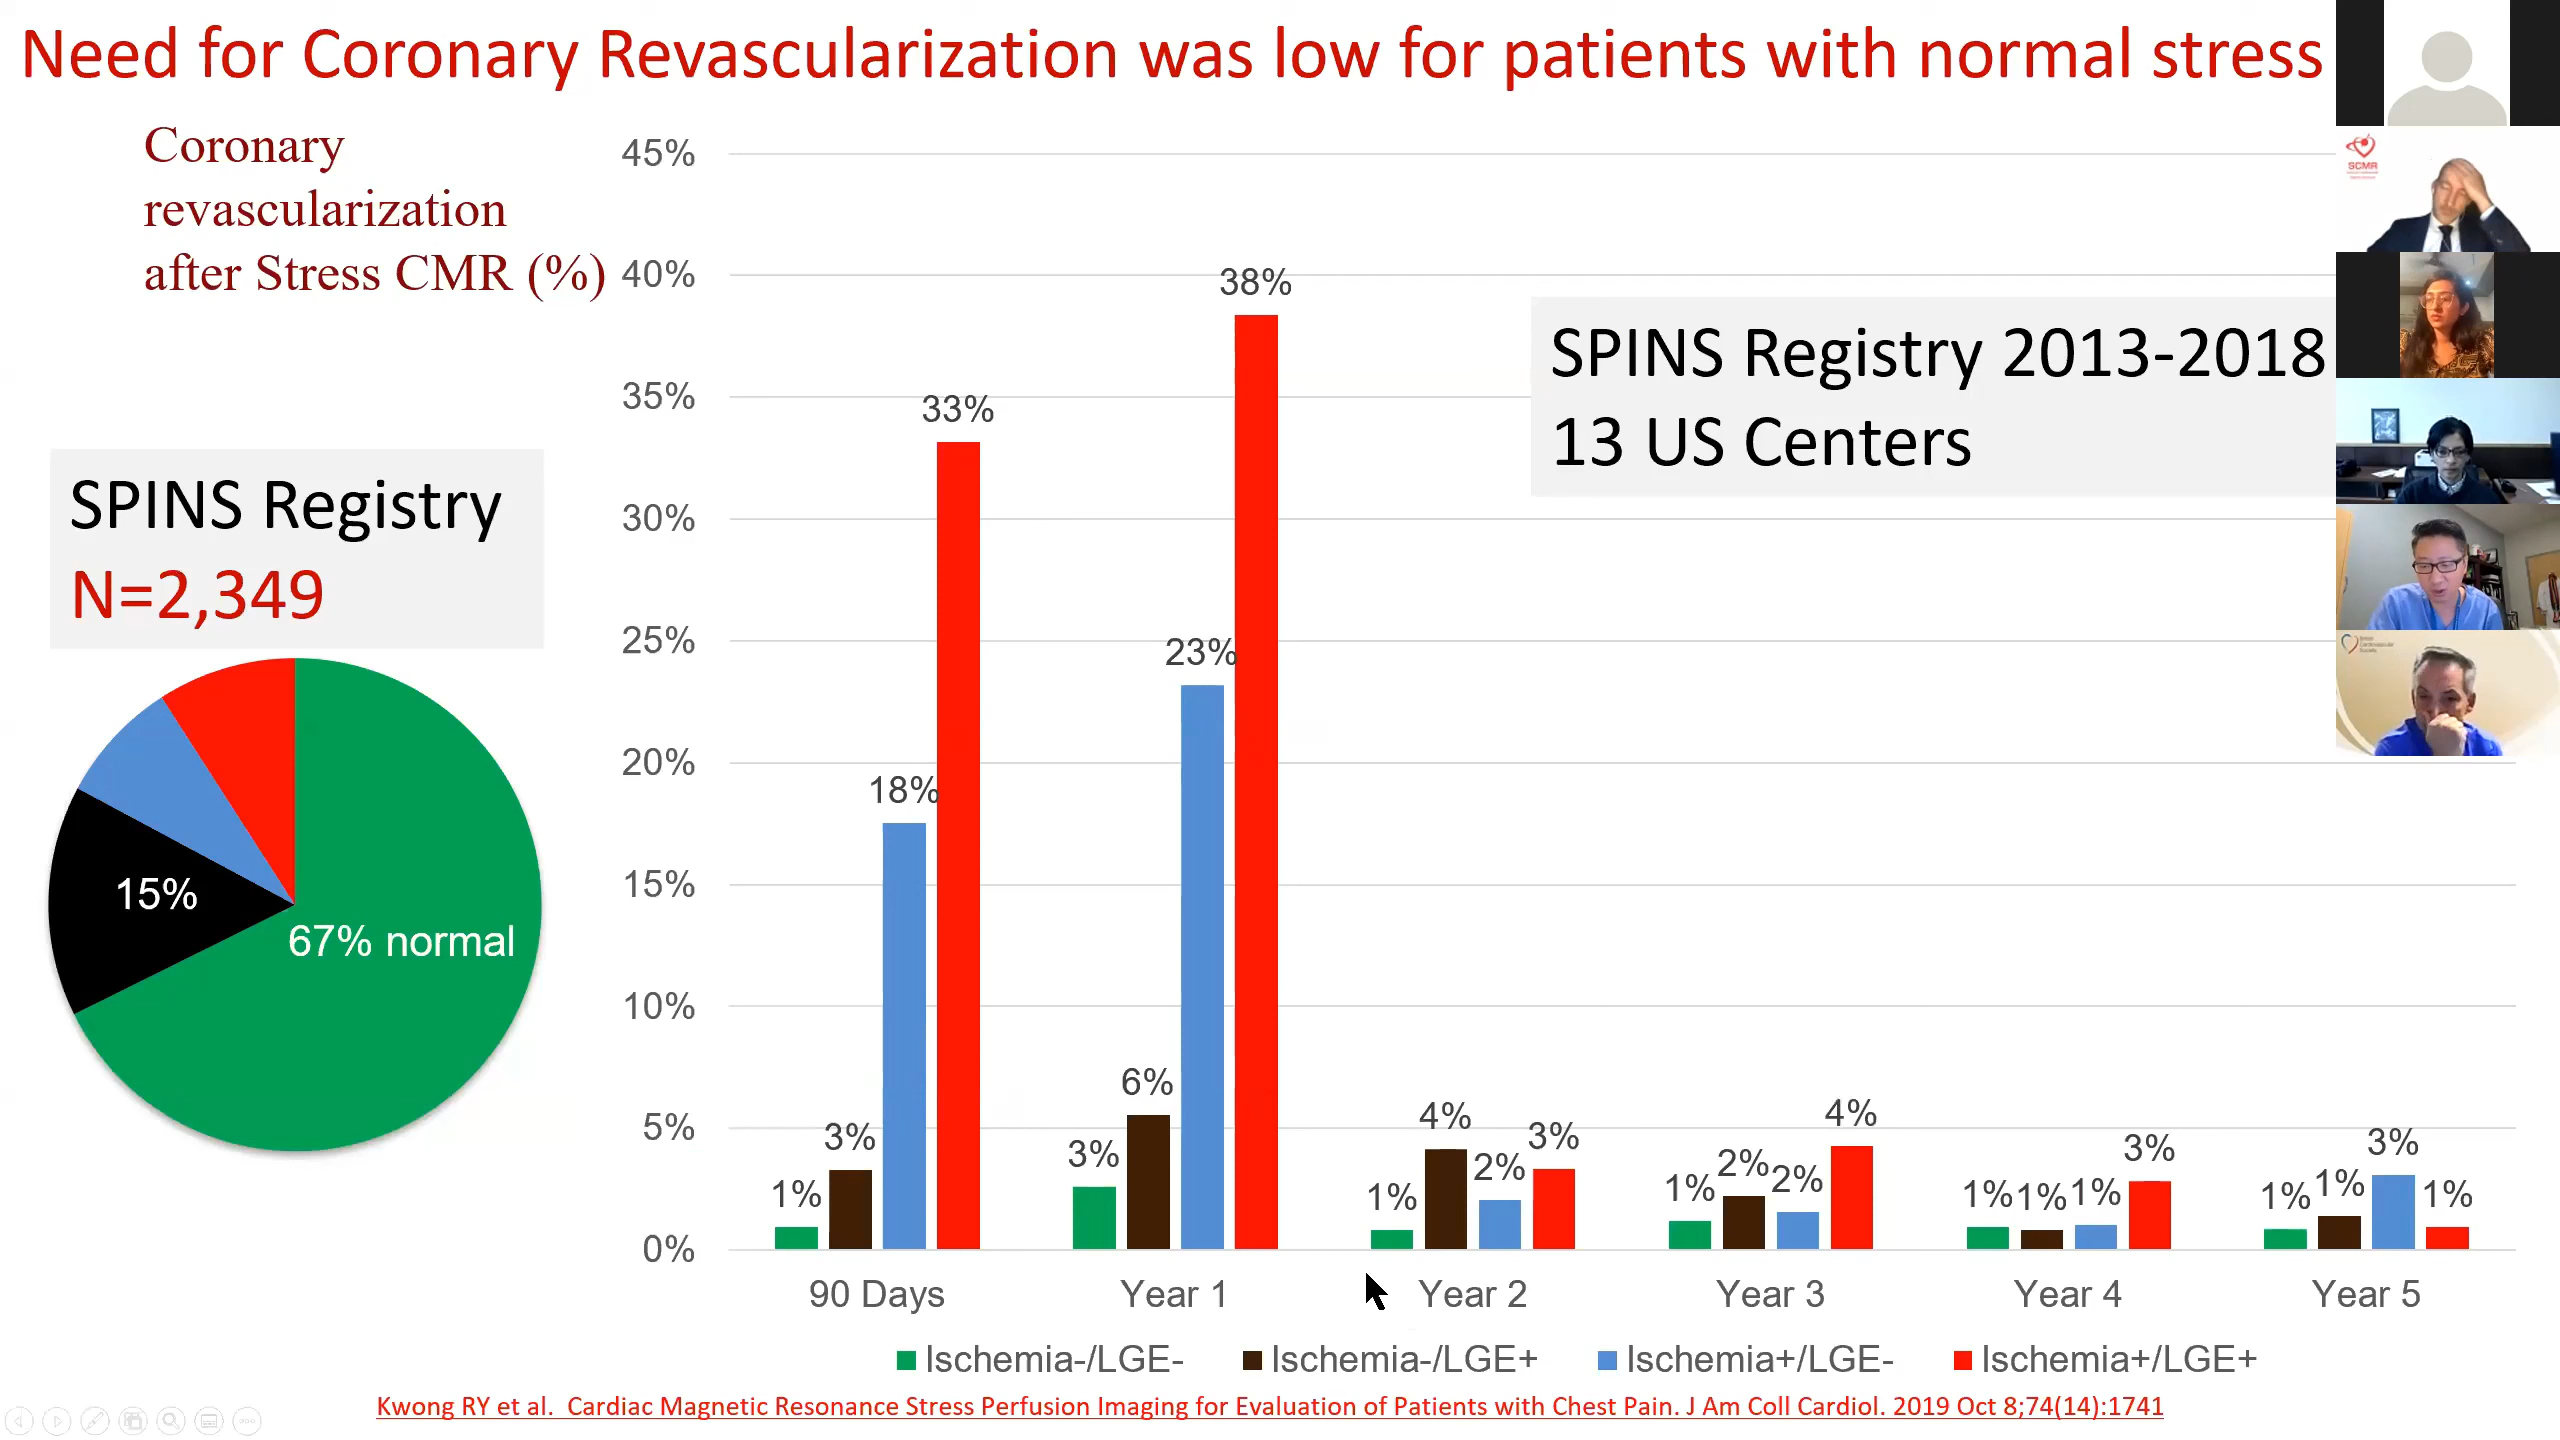 Need for Coronary Revascularization was low for patients with normal stress
Coronary
revascularization
after Stress CMR (%)
SPINS Registry
N=2,349
15%
67% normal
45%
40%
35%
30%
25%
20%
15%
10%
5%
0%
SPINS Registry 2013-2018
13 US Centers
1%
3%
18%
33%
3%
6%
23%
38%
1%
4%
2%
3%
1%
2%
2%
4%
1%
1%
1%
3%
1%
1%
3%
1%
90 Days
Year 1
Year 2
Year 3
Year 4
Year 5
Ischemia-/LGE-
Ischemia-/LGE+
Ischemia+/LGE-
Ischemia+/LGE+
Kwong RY et al. Cardiac Magnetic Resonance Stress Perfusion Imaging for Evaluation of Patients with Chest Pain. J Am Coll Cardiol. 2019 Oct 8;74(14):1741
SCMR